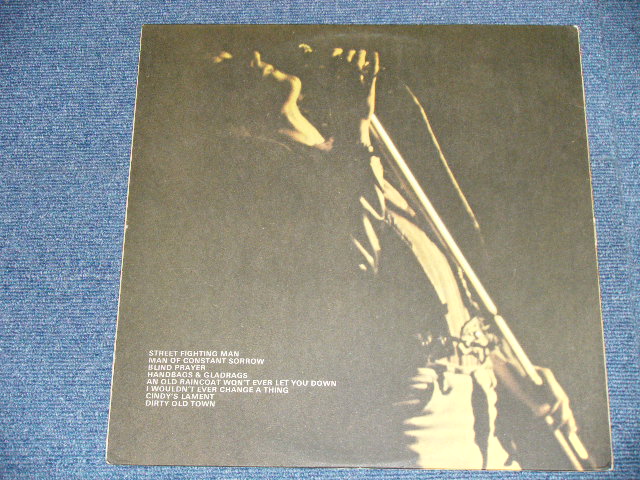 STREET FIGHTING MAN
MAN OF CONSTANT SORROW
BLIND PRAYER
HANDBAGS & GLADRAGS
AN OLD RAINCOAT WON'T EVER LET YOU DOWN
I WOULDN'T EVER CHANGE A THING
CINDY'S LAMENT
DIRTY OLD TOWN